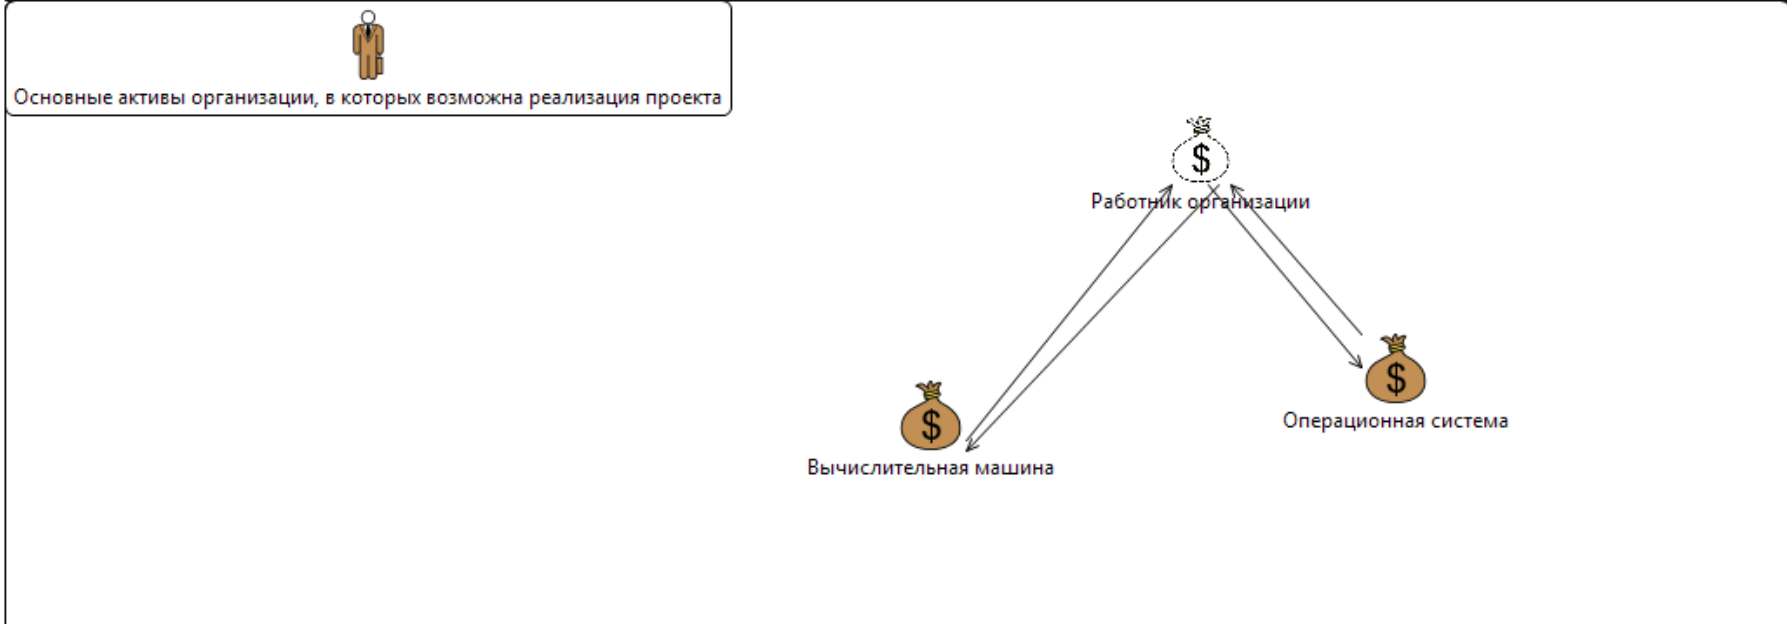 Основные активы организации, в которых возможна реализация проекта
$
Работник организации
$
Операционная система
$
Вычислительная машина